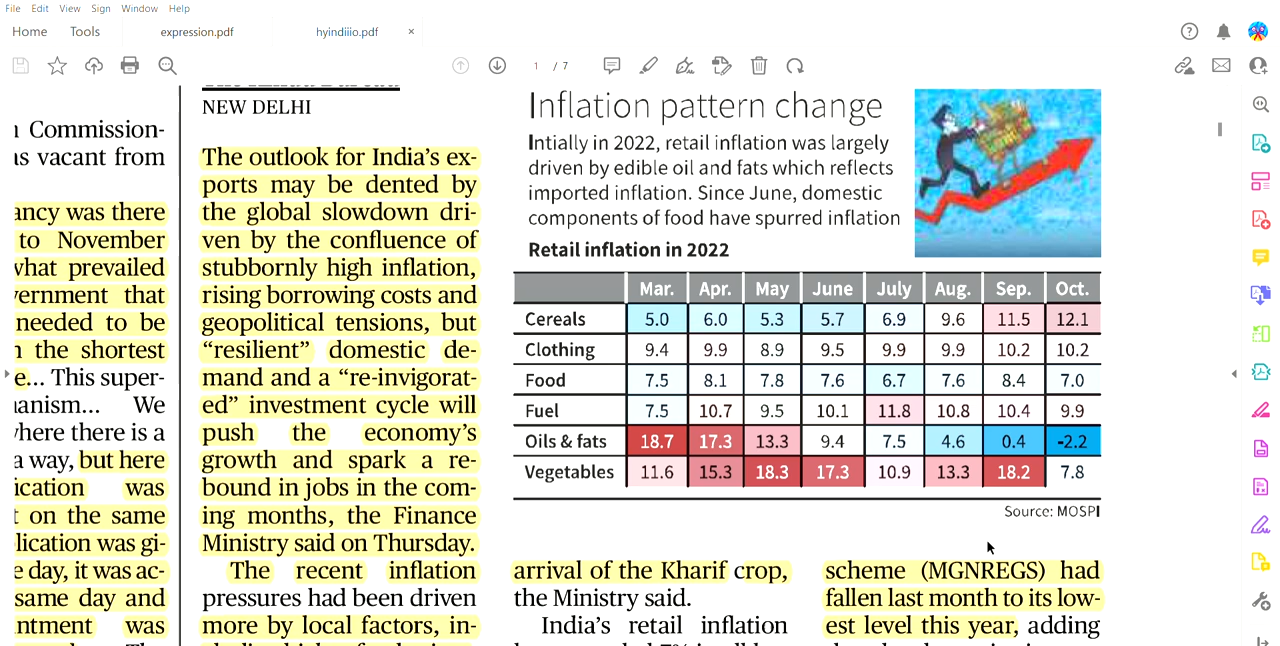 File Edit View Sign Window Help
Home Tools expression.pdf hyindiiio.pdf ×
1 / 7
Commission-
as vacant from
ancy was there
to November
what prevailed
vernment that
needed to be
the shortest
e... This super-
anism... We
where there is a
a way, but here
ication was
on the same
lication was gi-
e day, it was ac-
same day and
ntment was
NEW DELHI
The outlook for India's ex-
ports may be dented by
the global slowdown dri-
ven by the confluence of
stubbornly high inflation,
rising borrowing costs and
geopolitical tensions, but
"resilient" domestic de-
mand and a "re-invigorat-
ed" investment cycle will
push the economy's
growth and spark a re-
bound in jobs in the com-
ing months, the Finance
Ministry said on Thursday.
The recent inflation
pressures had been driven
more by local factors, in-
Inflation pattern change
Intially in 2022, retail inflation was largely
driven by edible oil and fats which reflects
imported inflation. Since June, domestic
components of food have spurred inflation
Retail inflation in 2022
Mar. Apr. May June July Aug. Sep. Oct.
Cereals 5.0 6.0 5.3 5.7 6.9 9.6 11.5 12.1
Clothing 9.4 9.9 8.9 9.5 9.9 9.9 10.2 10.2
Food 7.5 8.1 7.8 7.6 6.7 7.6 8.4 7.0
Fuel 7.5 10.7 9.5 10.1 11.8 10.8 10.4 9.9
Oils & fats 18.7 17.3 13.3 9.4 7.5 4.6 0.4 -2.2
Vegetables 11.6 15.3 18.3 17.3 10.9 13.3 18.2 7.8
Source: MOSPI
arrival of the Kharif crop,
the Ministry said.
India's retail inflation
scheme (MGNREGS) had
fallen last month to its low-
est level this year, adding